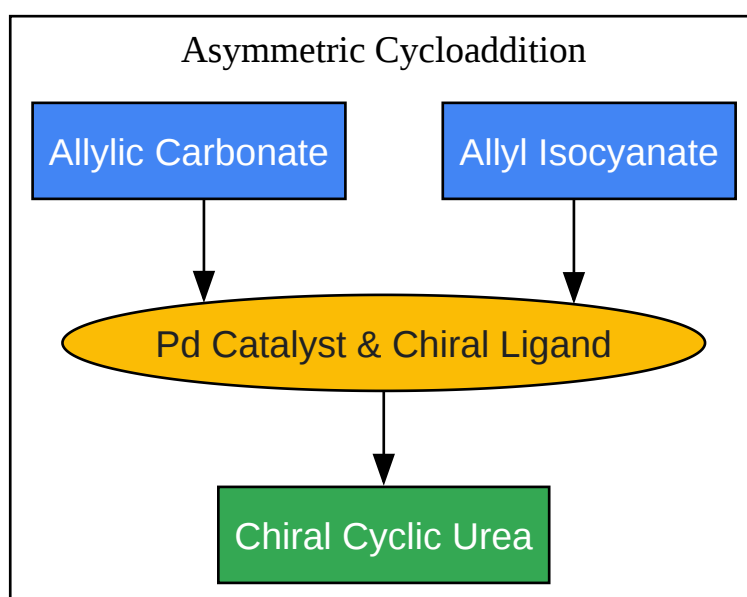 Asymmetric Cycloaddition
Allylic Carbonate
Allyl Isocyanate
Pd Catalyst & Chiral Ligand
Chiral Cyclic Urea